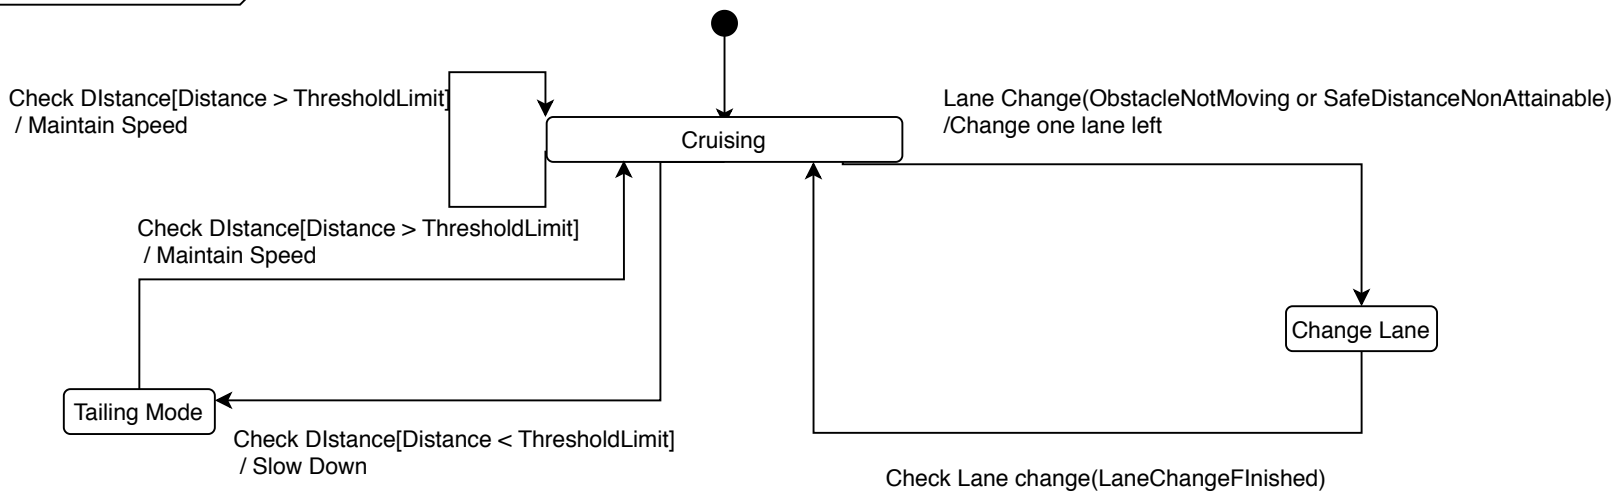 Check DIstance[Distance > ThresholdLimit]
/ Maintain Speed
Lane Change(ObstacleNotMoving or SafeDistanceNonAttainable)
/Change one lane left
Cruising
Check DIstance[Distance > ThresholdLimit]
/ Maintain Speed
Change Lane
Tailing Mode
Check DIstance[Distance < ThresholdLimit]
/ Slow Down
Check Lane change(LaneChangeFInished)